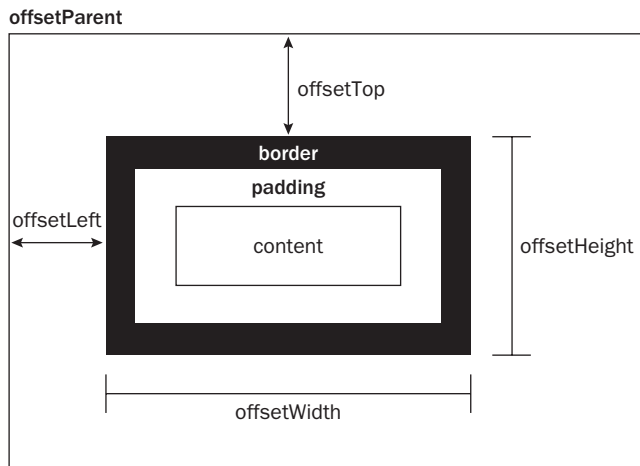 offsetParent
offsetTop
border
padding
offsetLeft
content
offsetHeight
offsetWidth